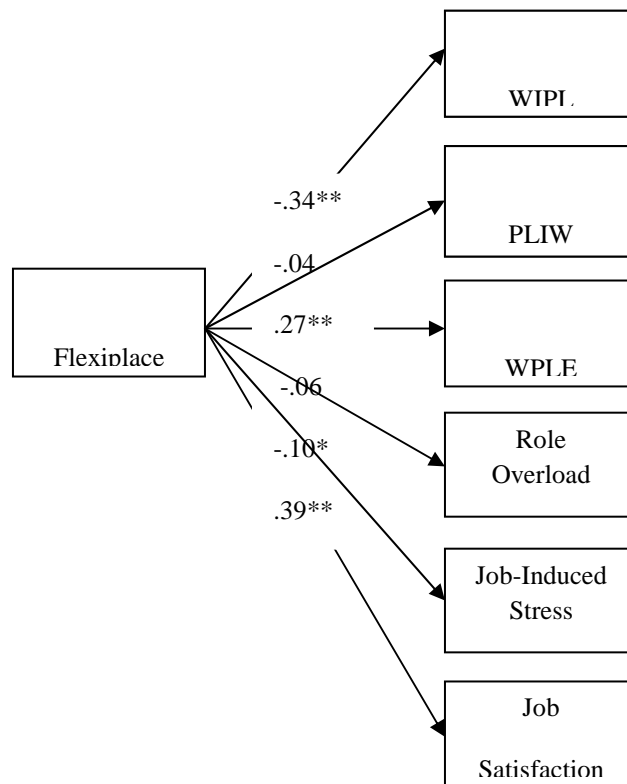 WIPL
-.34**
PLIW
-.04
.27**
Flexiplace
WPLE
-.06
Role
Overload
-.10*
.39**
Job-Induced
Stress
Job
Satisfaction